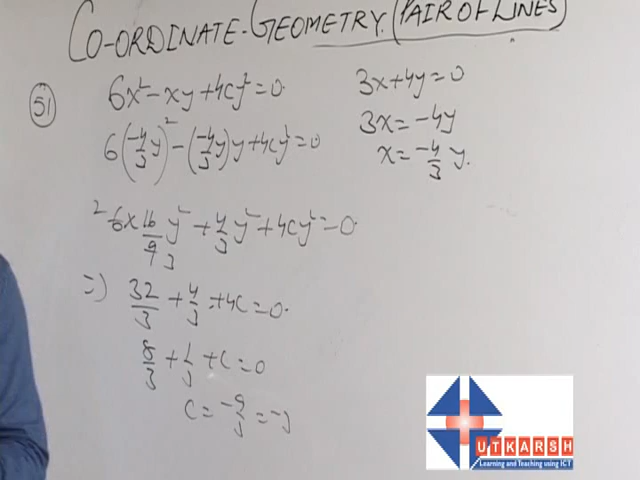 CO-ORDINATE-GEOMETRY. (PAIR OF LINES)
51
6x² - xy + 4cy² = 0.
6(-4/3 y)² - (-4/3 y)y + 4cy² = 0
²6 × 16/9₃ y² + 4/3 y² + 4cy² = 0.
=) 32/3 + 4/3 + 4c = 0.
8/3 + 1/3 + c = 0
c = -9/3 = -3
3x + 4y = 0
3x = -4y
x = -4/3 y.
UTKARSH
Learning and Teaching using ICT